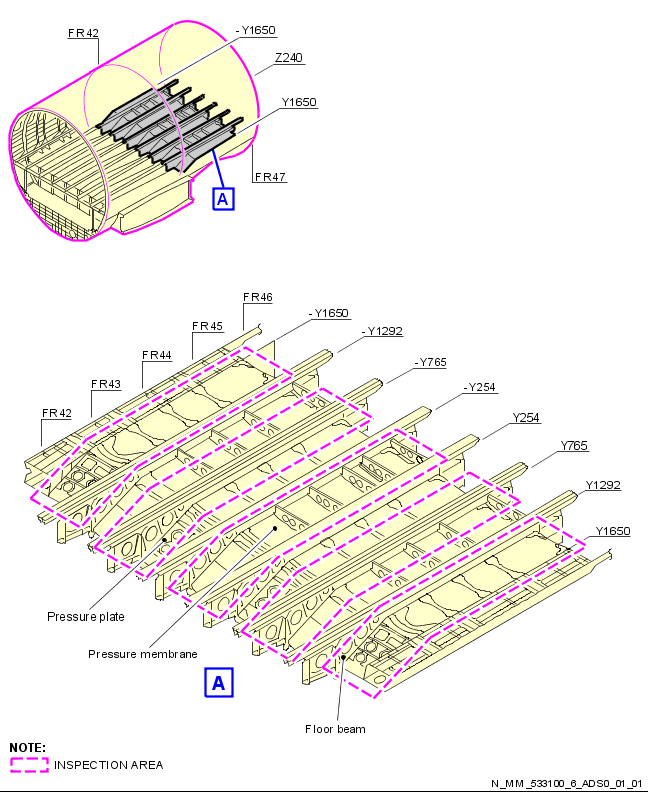 FR42
-Y1650
Z240
Y1650
FR47
A
FR46
-Y1650
FR45
-Y1292
FR44
-Y765
FR43
-Y254
FR42
Y254
Y765
Y1292
Y1650
Pressure plate
Pressure membrane
A
Floor beam
NOTE:
INSPECTION AREA
N_MM_533100_6_ADS0_01_01